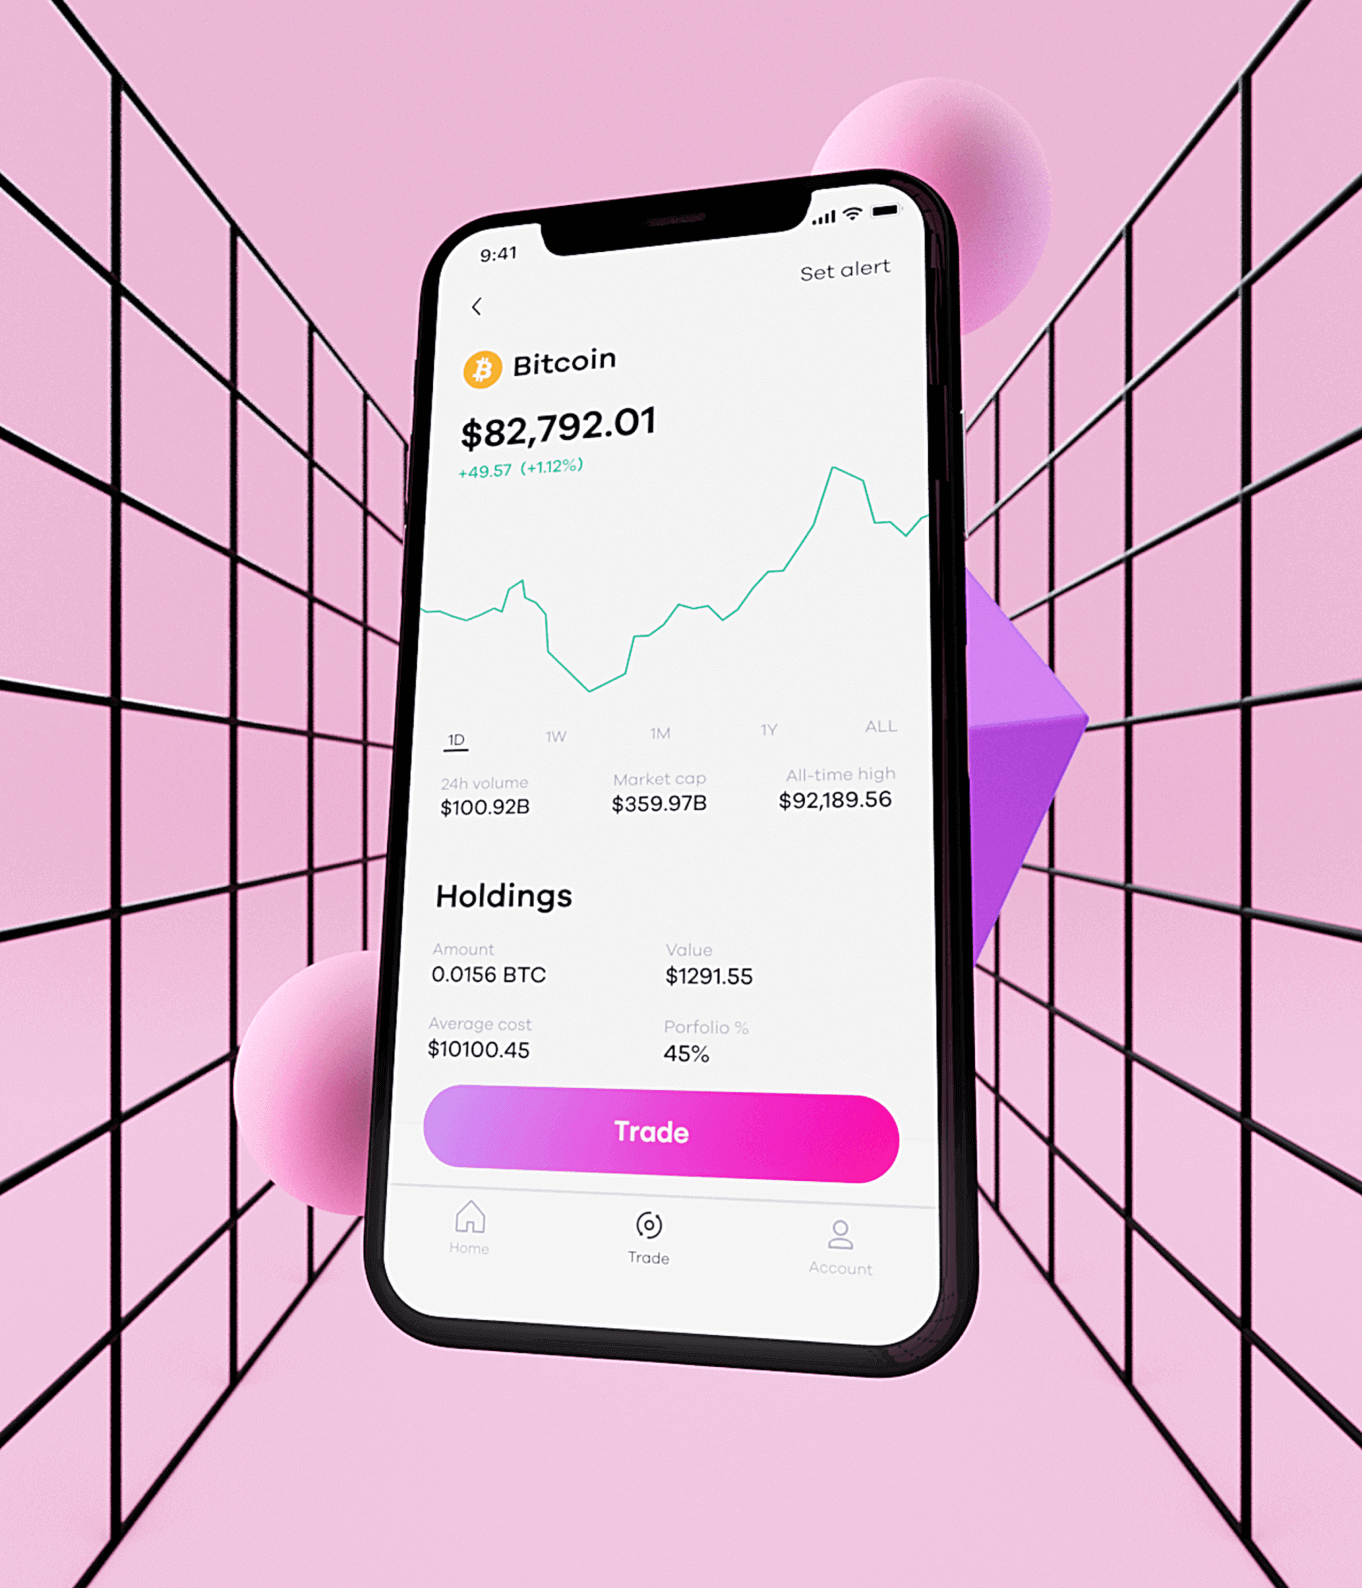 9:41
Set alert
Bitcoin
$82,792.01
+49.57 (+1.12%)
1D 1W 1M 1Y ALL
24h volume Market cap All-time high
$100.92B $359.97B $92,189.56
Holdings
Amount Value
0.0156 BTC $1291.55
Average cost Porfolio %
$10100.45 45%
Trade
Home Trade Account